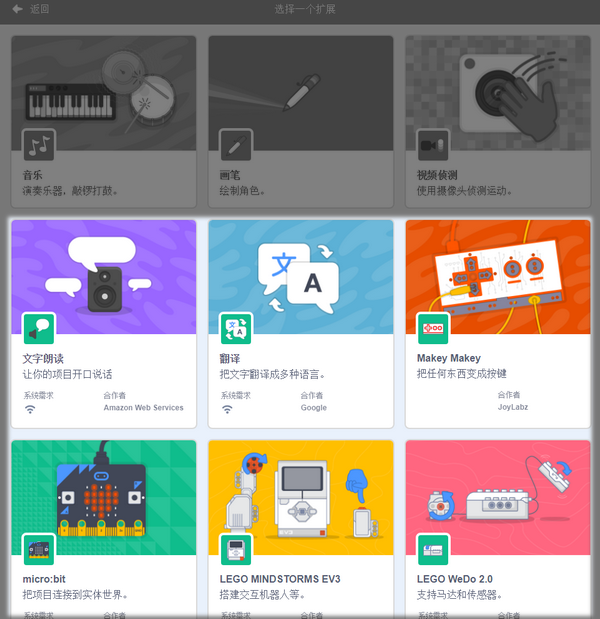 返回
选择一个扩展
音乐
演奏乐器，敲锣打鼓。
画笔
绘制角色。
视频侦测
使用摄像头侦测运动。
文
A
文
A
文字朗读
让你的项目开口说话
系统需求
合作者
Amazon Web Services
翻译
把文字翻译成多种语言。
系统需求
合作者
Google
Makey Makey
把任何东西变成按键
合作者
JoyLabz
EV3
micro:bit
把项目连接到实体世界。
系统需求
合作者
LEGO MINDSTORMS EV3
搭建交互机器人等。
系统需求
合作者
LEGO WeDo 2.0
支持马达和传感器。
系统需求
合作者